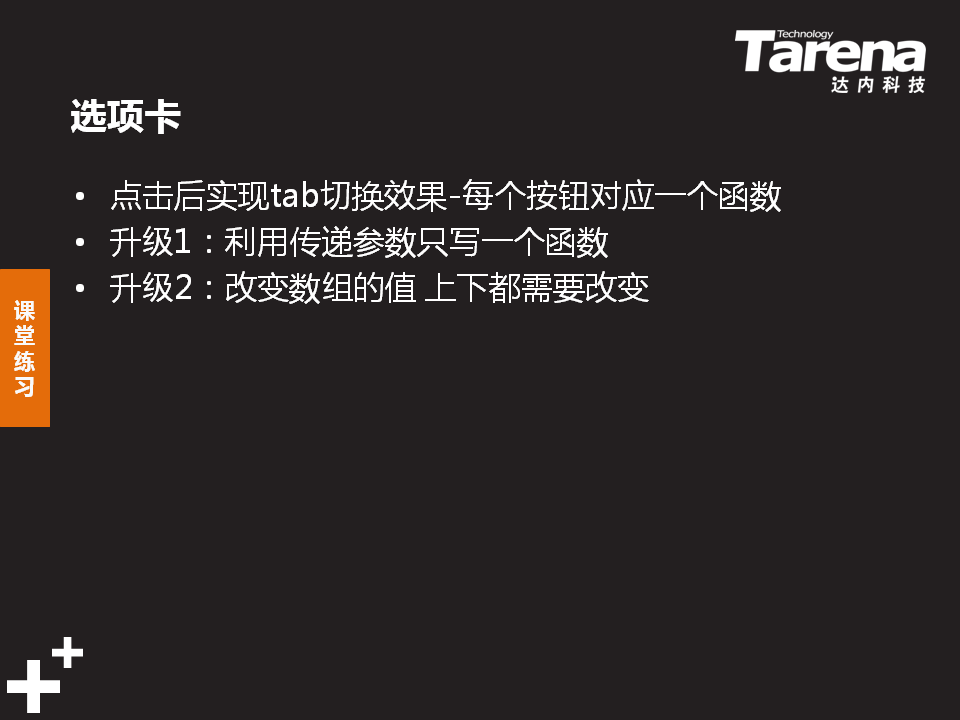 Technology
Tarena
达内科技
选项卡
• 点击后实现tab切换效果-每个按钮对应一个函数
• 升级1：利用传递参数只写一个函数
• 升级2：改变数组的值 上下都需要改变
课
堂
练
习